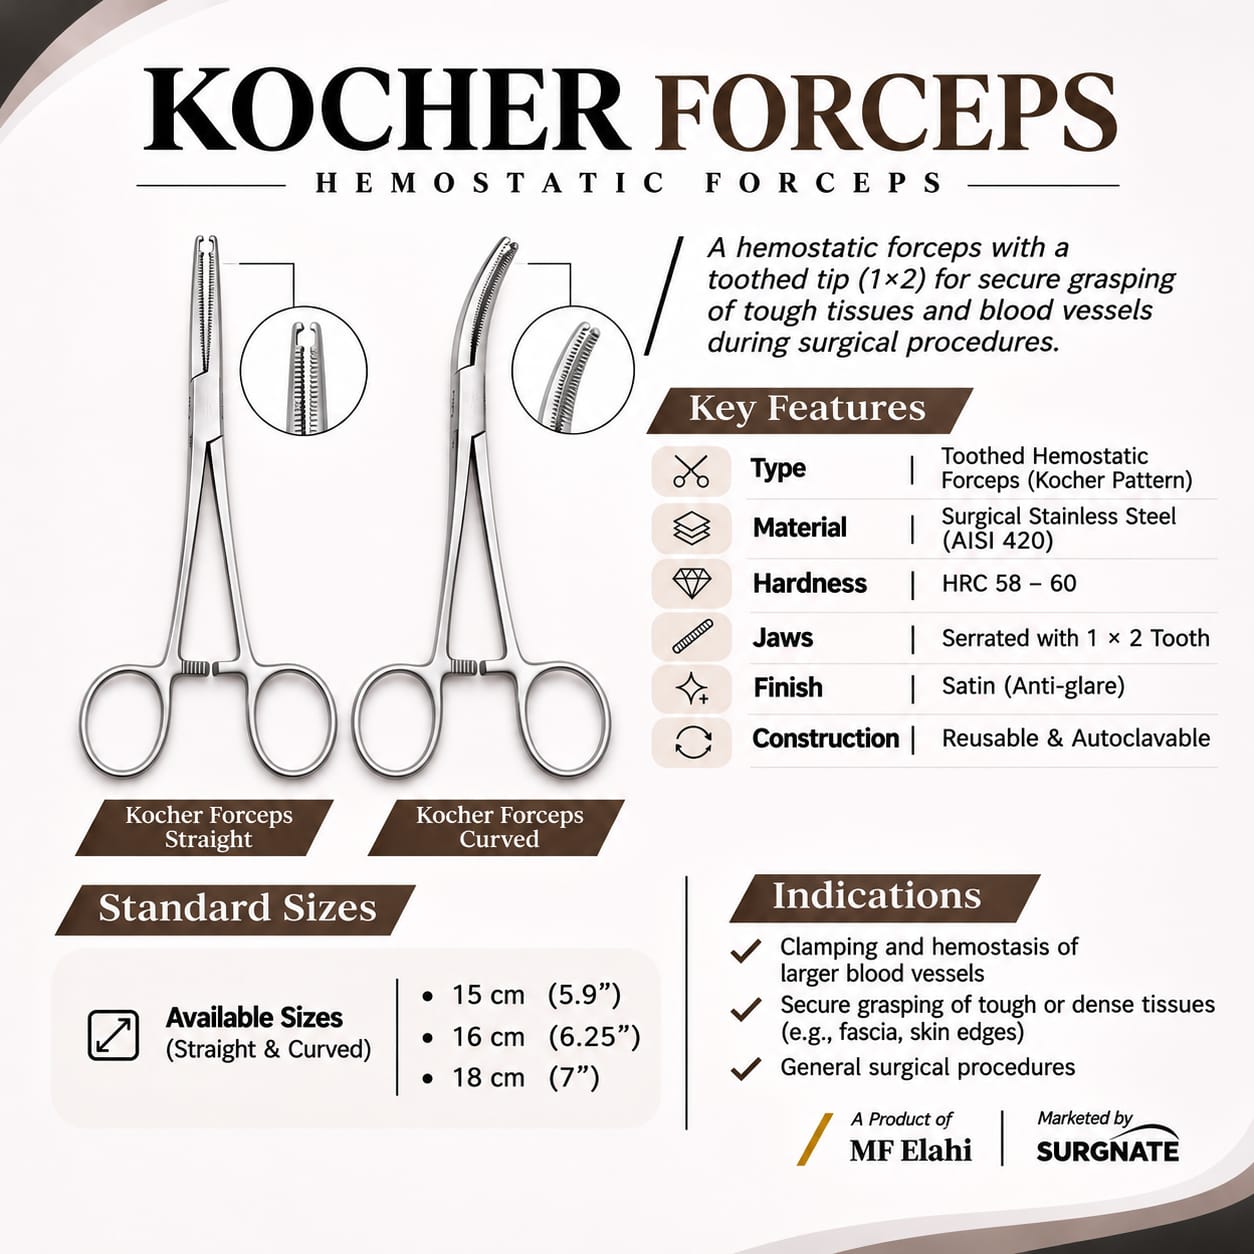 KOCHER FORCEPS
HEMOSTATIC FORCEPS
A hemostatic forceps with a
toothed tip (1×2) for secure grasping
of tough tissues and blood vessels
during surgical procedures.
Key Features
Type | Toothed Hemostatic
Forceps (Kocher Pattern)
Material | Surgical Stainless Steel
(AISI 420)
Hardness | HRC 58 – 60
Jaws | Serrated with 1 × 2 Tooth
Finish | Satin (Anti-glare)
Construction | Reusable & Autoclavable
Kocher Forceps
Straight
Kocher Forceps
Curved
Standard Sizes
Available Sizes
(Straight & Curved)
• 15 cm (5.9”)
• 16 cm (6.25”)
• 18 cm (7”)
Indications
Clamping and hemostasis of
larger blood vessels
Secure grasping of tough or dense tissues
(e.g., fascia, skin edges)
General surgical procedures
A Product of
MF Elahi
Marketed by
SURGNATE